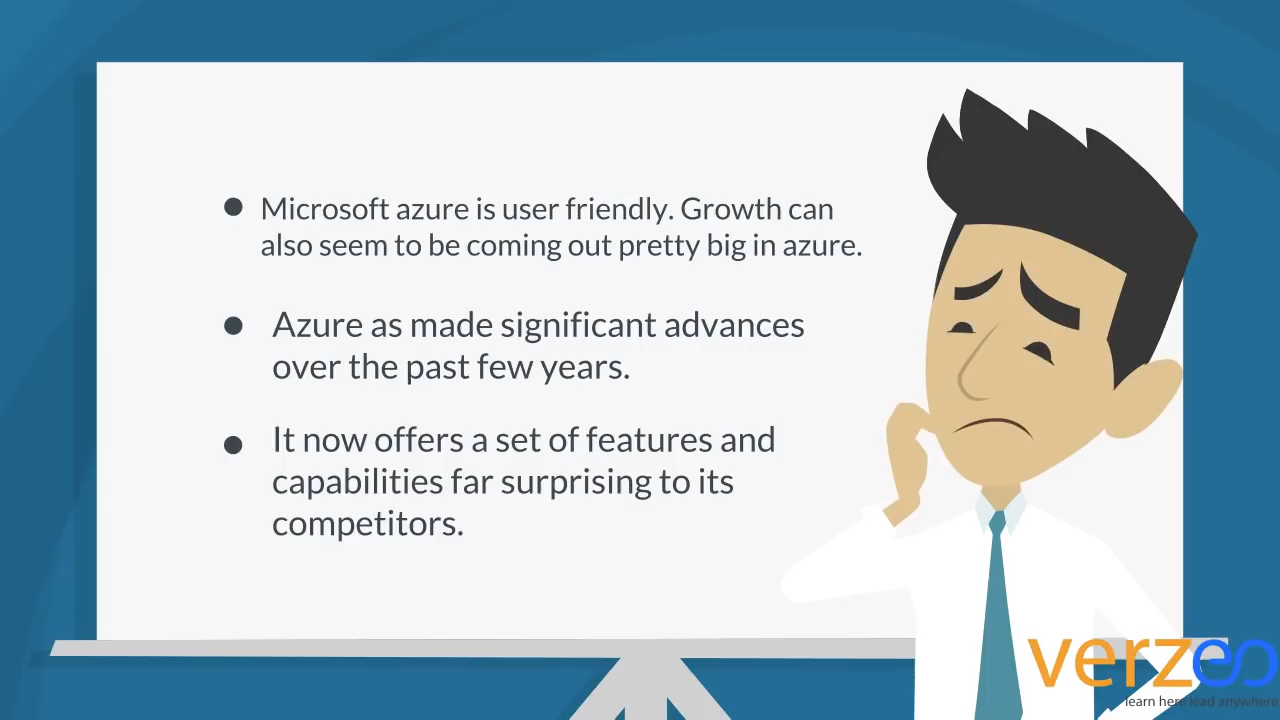 Microsoft azure is user friendly. Growth can
also seem to be coming out pretty big in azure.
Azure as made significant advances
over the past few years.
It now offers a set of features and
capabilities far surprising to its
competitors.
verzeo
learn here lead anywhere